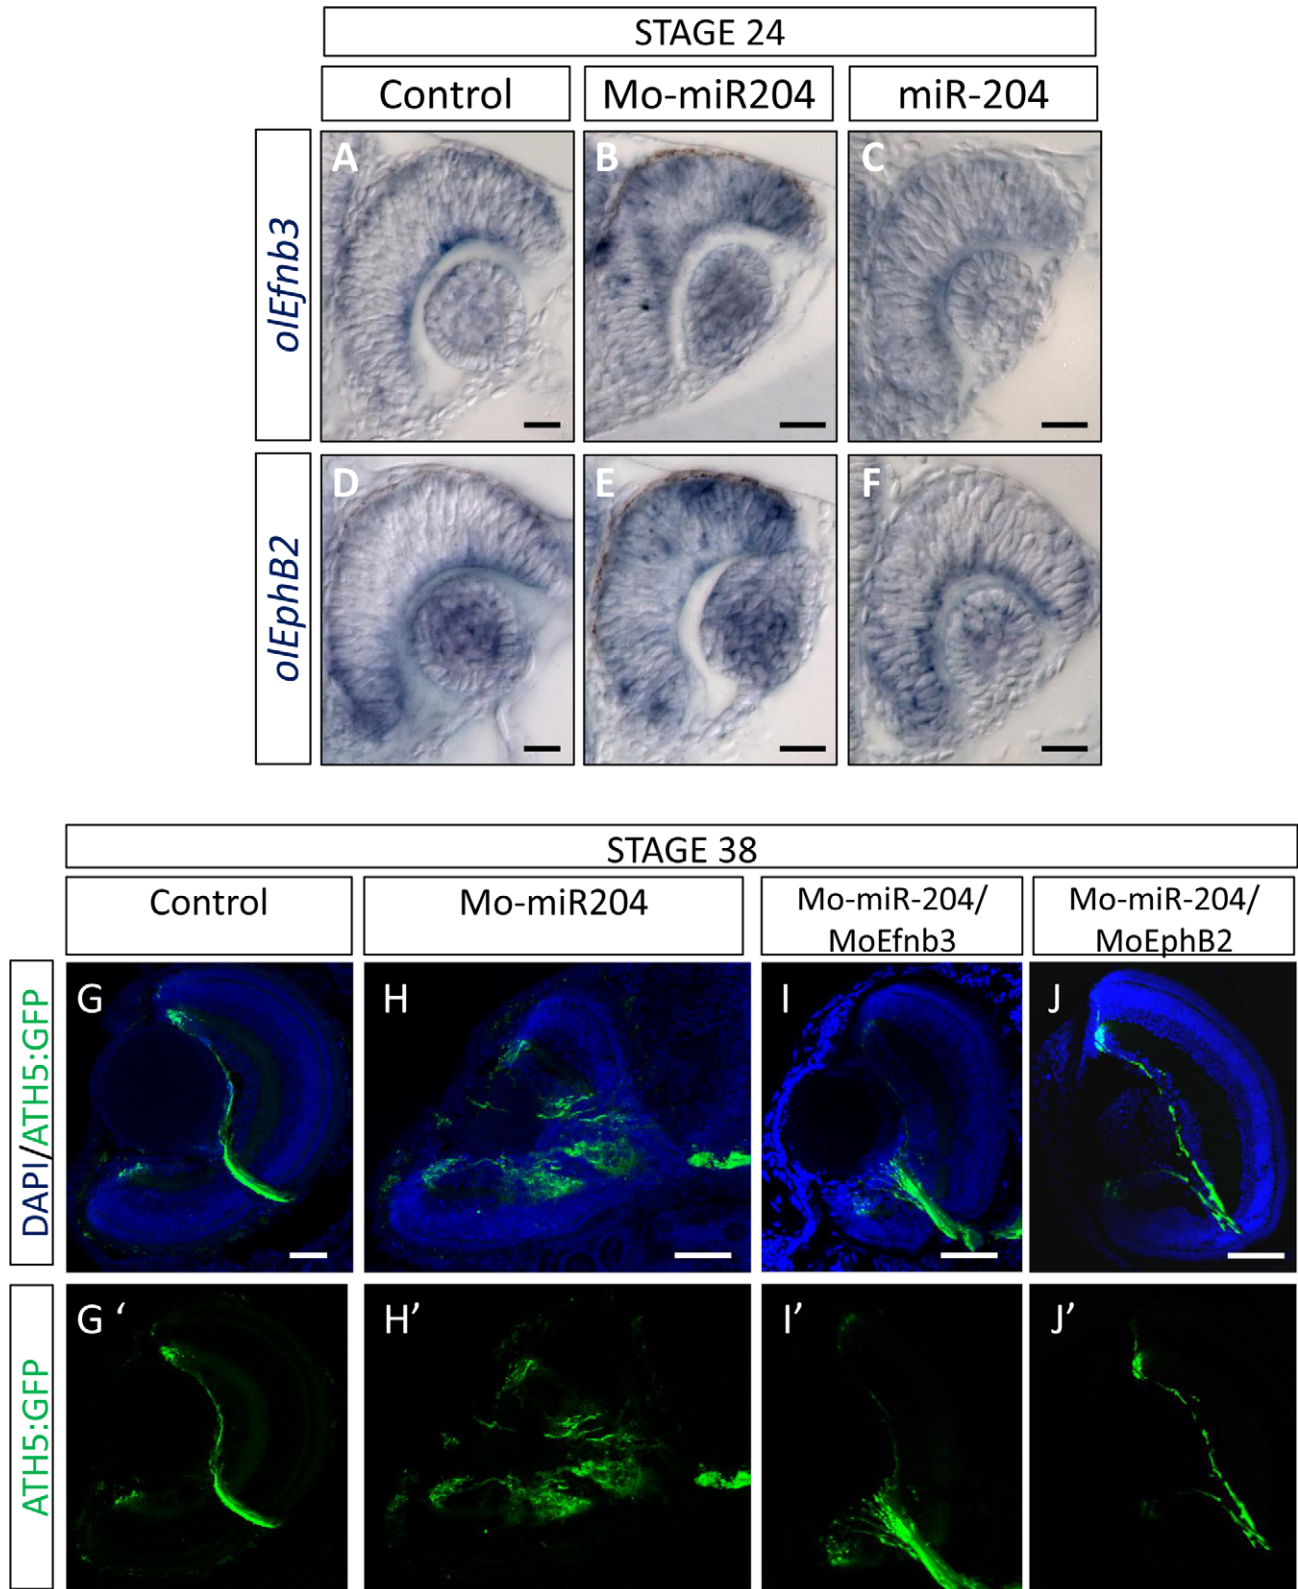 STAGE 24
Control
Mo-miR204
miR-204
olEfnb3
A
B
C
olEphB2
D
E
F
STAGE 38
Control
Mo-miR204
Mo-miR-204/
MoEfnb3
Mo-miR-204/
MoEphB2
DAPI/ATH5:GFP
G
H
I
J
ATH5:GFP
G ‘
H’
I’
J’